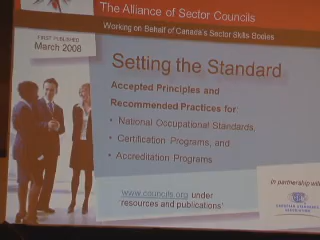 The Alliance of Sector Councils
Working on Behalf of Canada's Sector Skills Bodies
FIRST PUBLISHED
March 2008
Setting the Standard
Accepted Principles and
Recommended Practices for:
• National Occupational Standards,
• Certification Programs, and
• Accreditation Programs
www.councils.org under
'resources and publications'
In partnership with